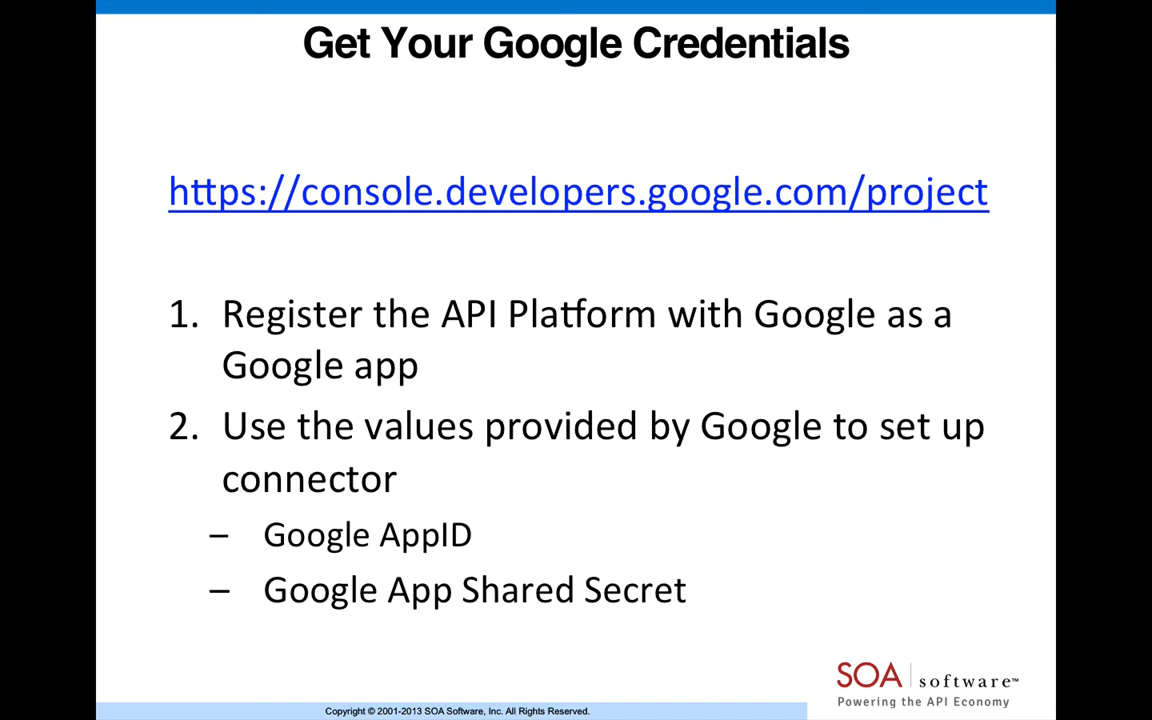 Get Your Google Credentials
https://console.developers.google.com/project
1. Register the API Platform with Google as a
Google app
2. Use the values provided by Google to set up
connector
– Google AppID
– Google App Shared Secret
SOA software™
Powering the API Economy
Copyright © 2001-2013 SOA Software, Inc. All Rights Reserved.